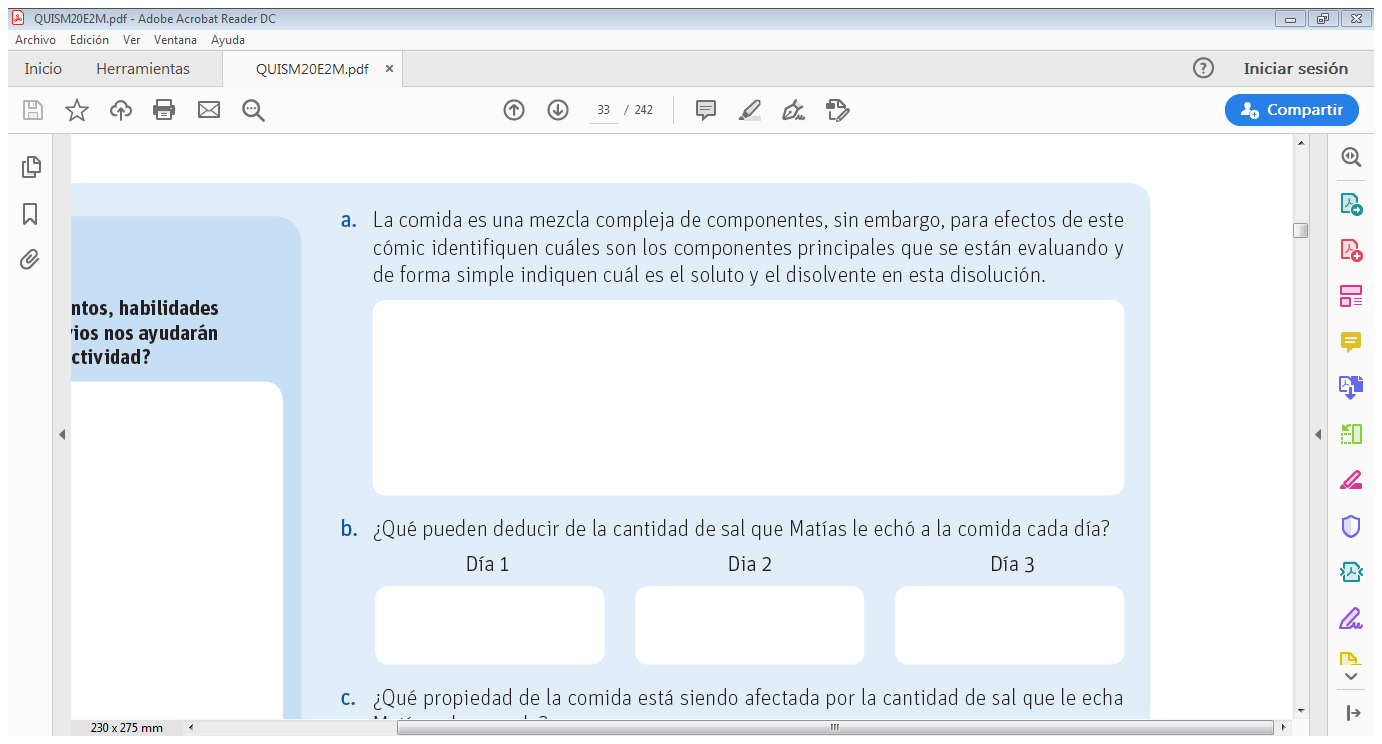 QUISM20E2M.pdf - Adobe Acrobat Reader DC
Archivo Edición Ver Ventana Ayuda
Inicio Herramientas QUISM20E2M.pdf × Iniciar sesión
33 / 242 Compartir
a. La comida es una mezcla compleja de componentes, sin embargo, para efectos de este
cómic identifiquen cuáles son los componentes principales que se están evaluando y
de forma simple indiquen cuál es el soluto y el disolvente en esta disolución.
ntos, habilidades
ios nos ayudarán
ctividad?
b. ¿Qué pueden deducir de la cantidad de sal que Matías le echó a la comida cada día?
Día 1 Dia 2 Día 3
c. ¿Qué propiedad de la comida está siendo afectada por la cantidad de sal que le echa
230 x 275 mm